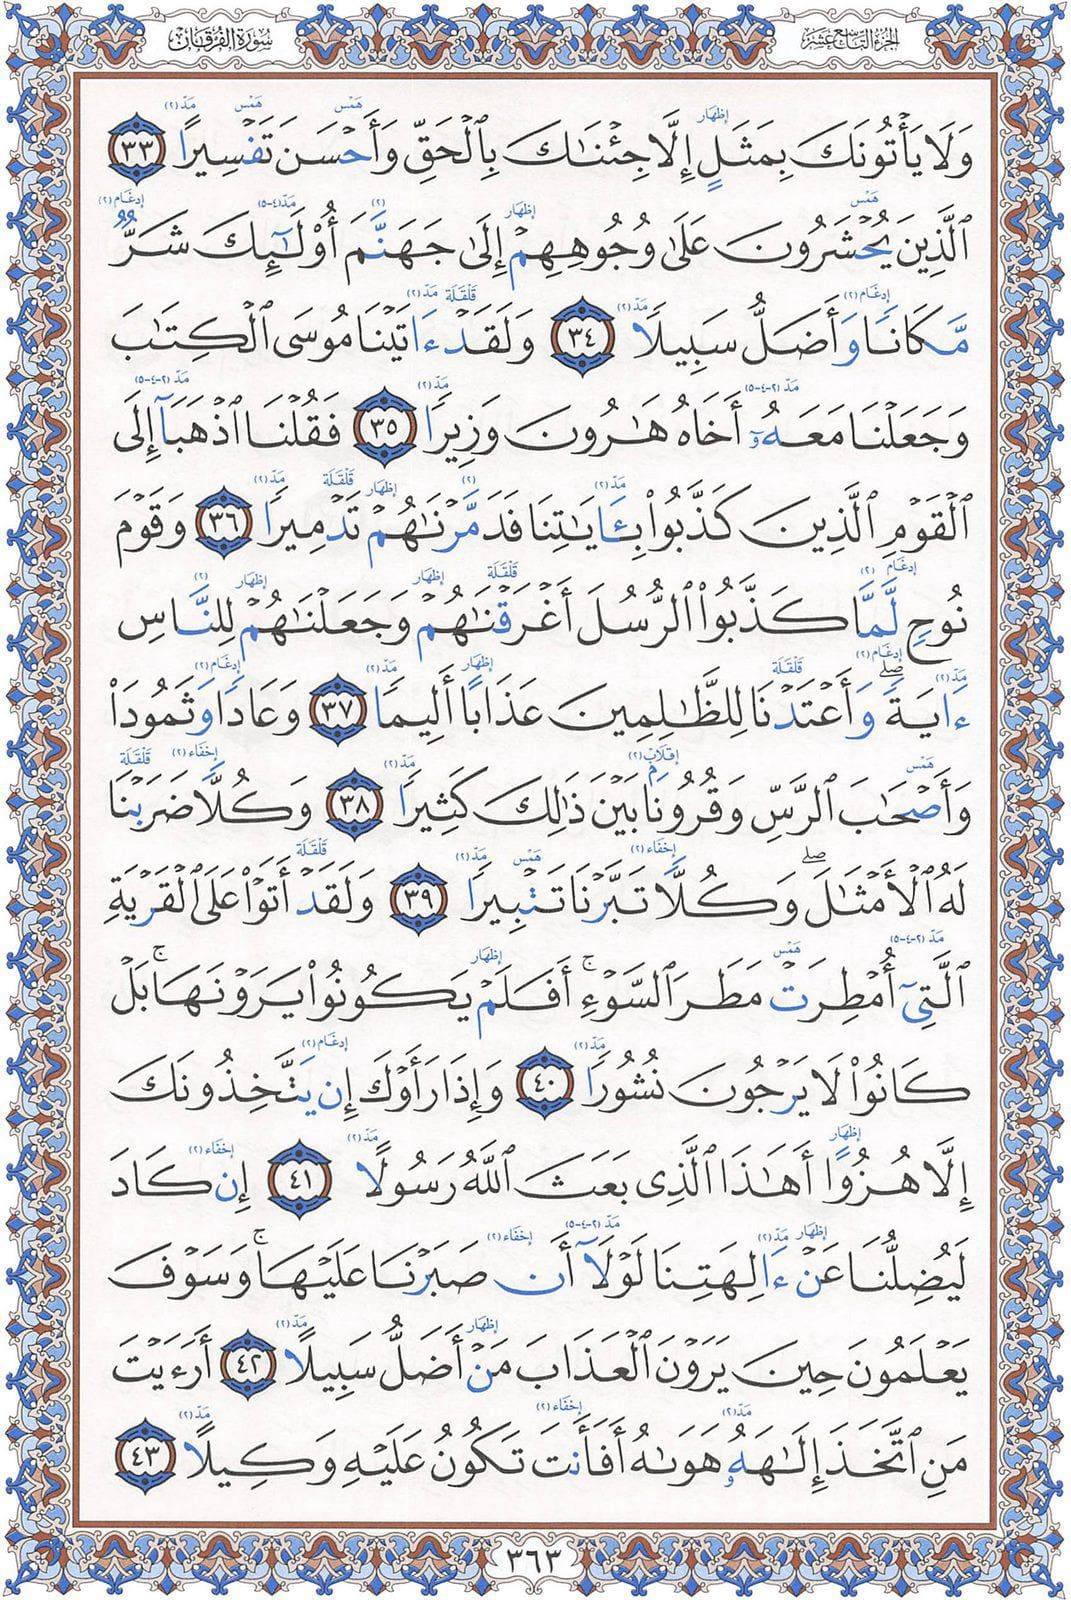 الجزء التاسع عشر
سورة الفرقان
وَلَا يَأْتُونَكَ بِمَثَلٍ إِلَّا جِئْنَٰكَ بِٱلْحَقِّ وَأَحْسَنَ تَفْسِيرًا ٣٣
ٱلَّذِينَ يُحْشَرُونَ عَلَىٰ وُجُوهِهِمْ إِلَىٰ جَهَنَّمَ أُوْلَٰٓئِكَ شَرٌّ
مَّكَانًا وَأَضَلُّ سَبِيلًا ٣٤ وَلَقَدْ ءَاتَيْنَا مُوسَى ٱلْكِتَٰبَ
وَجَعَلْنَا مَعَهُۥٓ أَخَاهُ هَٰرُونَ وَزِيرًا ٣٥ فَقُلْنَا ٱذْهَبَآ إِلَى
ٱلْقَوْمِ ٱلَّذِينَ كَذَّبُواْ بِـَٔايَٰتِنَا فَدَمَّرْنَٰهُمْ تَدْمِيرًا ٣٦ وَقَوْمَ
نُوحٍ لَّمَّا كَذَّبُواْ ٱلرُّسُلَ أَغْرَقْنَٰهُمْ وَجَعَلْنَٰهُمْ لِلنَّاسِ
ءَايَةً ۖ وَأَعْتَدْنَا لِلظَّٰلِمِينَ عَذَابًا أَلِيمًا ٣٧ وَعَادًا وَثَمُودَاْ
وَأَصْحَٰبَ ٱلرَّسِّ وَقُرُونًۢا بَيْنَ ذَٰلِكَ كَثِيرًا ٣٨ وَكُلًّا ضَرَبْنَا
لَهُ ٱلْأَمْثَٰلَ ۖ وَكُلًّا تَبَّرْنَا تَتْبِيرًا ٣٩ وَلَقَدْ أَتَوْاْ عَلَى ٱلْقَرْيَةِ
ٱلَّتِىٓ أُمْطِرَتْ مَطَرَ ٱلسَّوْءِ ۚ أَفَلَمْ يَكُونُواْ يَرَوْنَهَا ۚ بَلْ
كَانُواْ لَا يَرْجُونَ نُشُورًا ٤٠ وَإِذَا رَأَوْكَ إِن يَتَّخِذُونَكَ
إِلَّا هُزُوًا أَهَٰذَا ٱلَّذِى بَعَثَ ٱللَّهُ رَسُولًا ٤١ إِن كَادَ
لَيُضِلُّنَا عَنْ ءَالِهَتِنَا لَوْلَآ أَن صَبَرْنَا عَلَيْهَا ۚ وَسَوْفَ
يَعْلَمُونَ حِينَ يَرَوْنَ ٱلْعَذَابَ مَنْ أَضَلُّ سَبِيلًا ٤٢ أَرَءَيْتَ
مَنِ ٱتَّخَذَ إِلَٰهَهُۥ هَوَىٰهُ أَفَأَنتَ تَكُونُ عَلَيْهِ وَكِيلًا ٤٣
٣٦٣